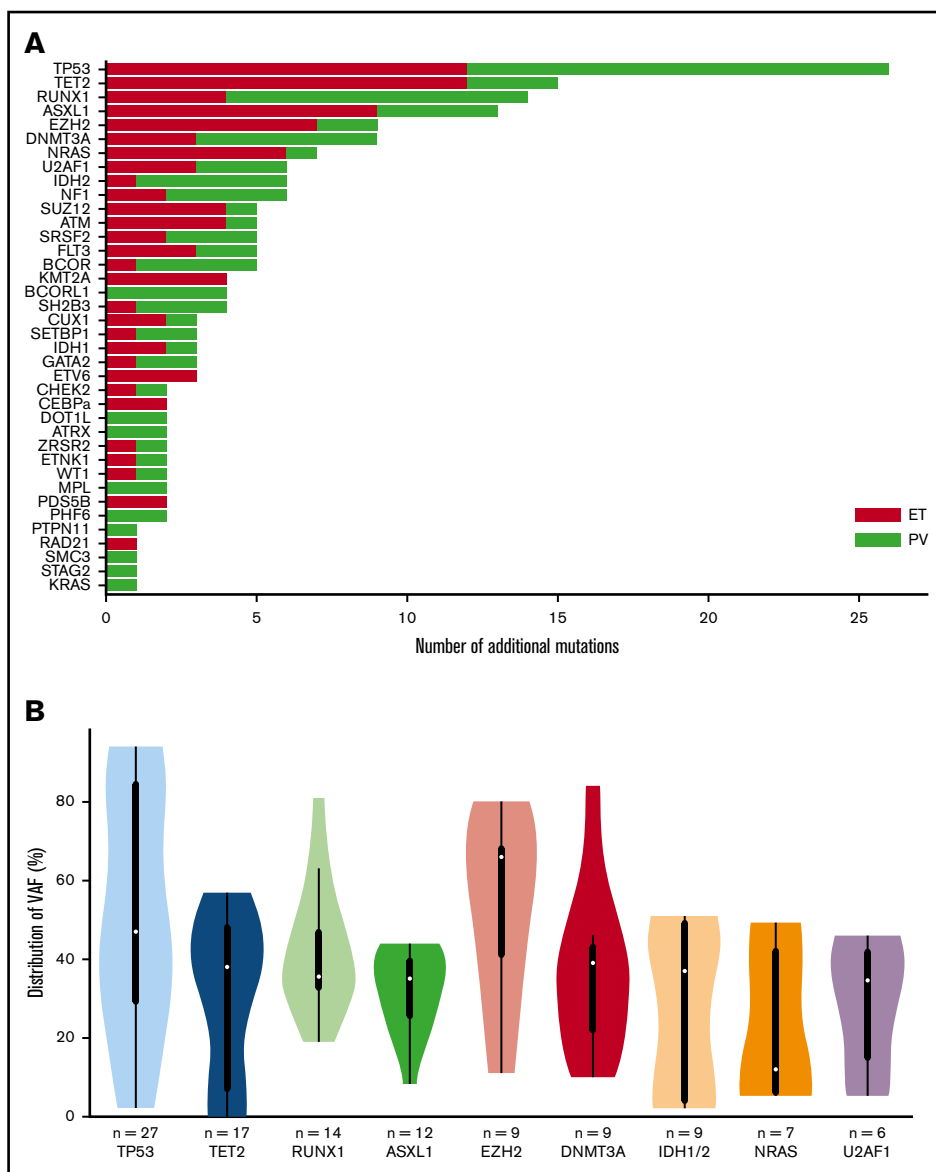 A
TP53
TET2
RUNX1
ASXL1
EZH2
DNMT3A
NRAS
U2AF1
IDH2
NF1
SUZ12
ATM
SRSF2
FLT3
BCOR
KMT2A
BCORL1
SH2B3
CUX1
SETBP1
IDH1
GATA2
ETV6
CHEK2
CEBPa
DOT1L
ATRX
ZRSR2
ETNK1
WT1
MPL
PDS5B
PHF6
PTPN11
RAD21
SMC3
STAG2
KRAS
ET
PV
0 5 10 15 20 25
Number of additional mutations
B
Distribution of VAF (%)
80
60
40
20
0
n = 27 n = 17 n = 14 n = 12 n = 9 n = 9 n = 9 n = 7 n = 6
TP53 TET2 RUNX1 ASXL1 EZH2 DNMT3A IDH1/2 NRAS U2AF1